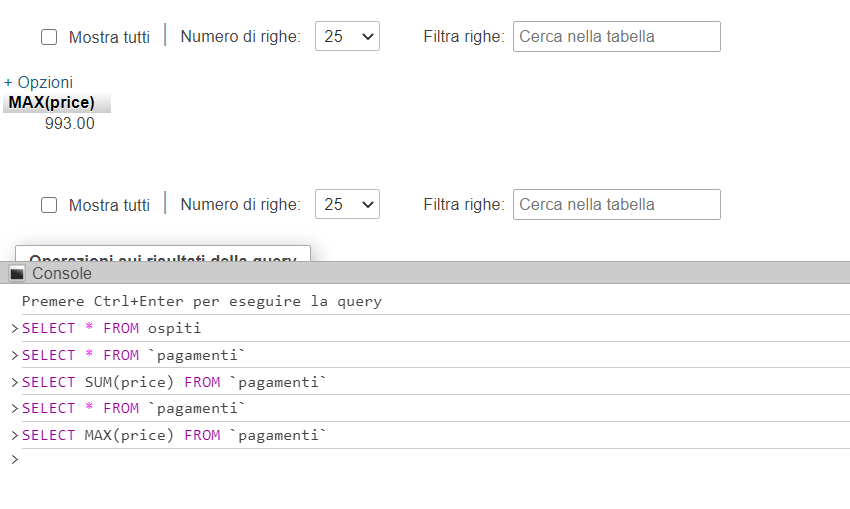 Mostra tutti Numero di righe: 25 Filtra righe: Cerca nella tabella
+ Opzioni
MAX(price)
993.00
Mostra tutti Numero di righe: 25 Filtra righe: Cerca nella tabella
Operazioni sui risultati della query
Console
Premere Ctrl+Enter per eseguire la query
>SELECT * FROM ospiti
>SELECT * FROM `pagamenti`
>SELECT SUM(price) FROM `pagamenti`
>SELECT * FROM `pagamenti`
>SELECT MAX(price) FROM `pagamenti`
>